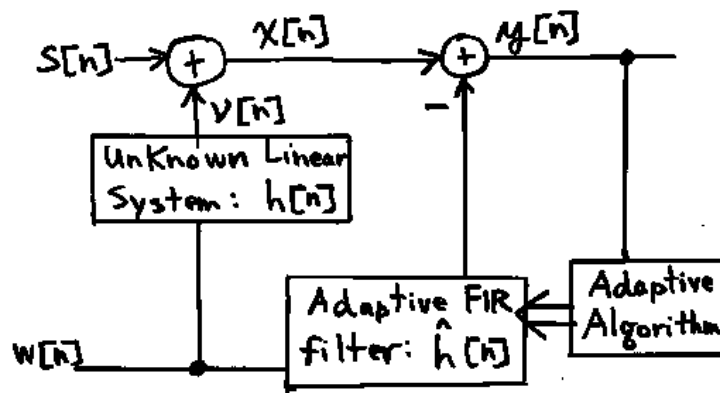 S[n]
+
x[n]
+
y[n]
−
v[n]
Unknown Linear
System: h[n]
Adaptive FIR
filter: ĥ[n]
Adaptive
Algorithm
w[n]